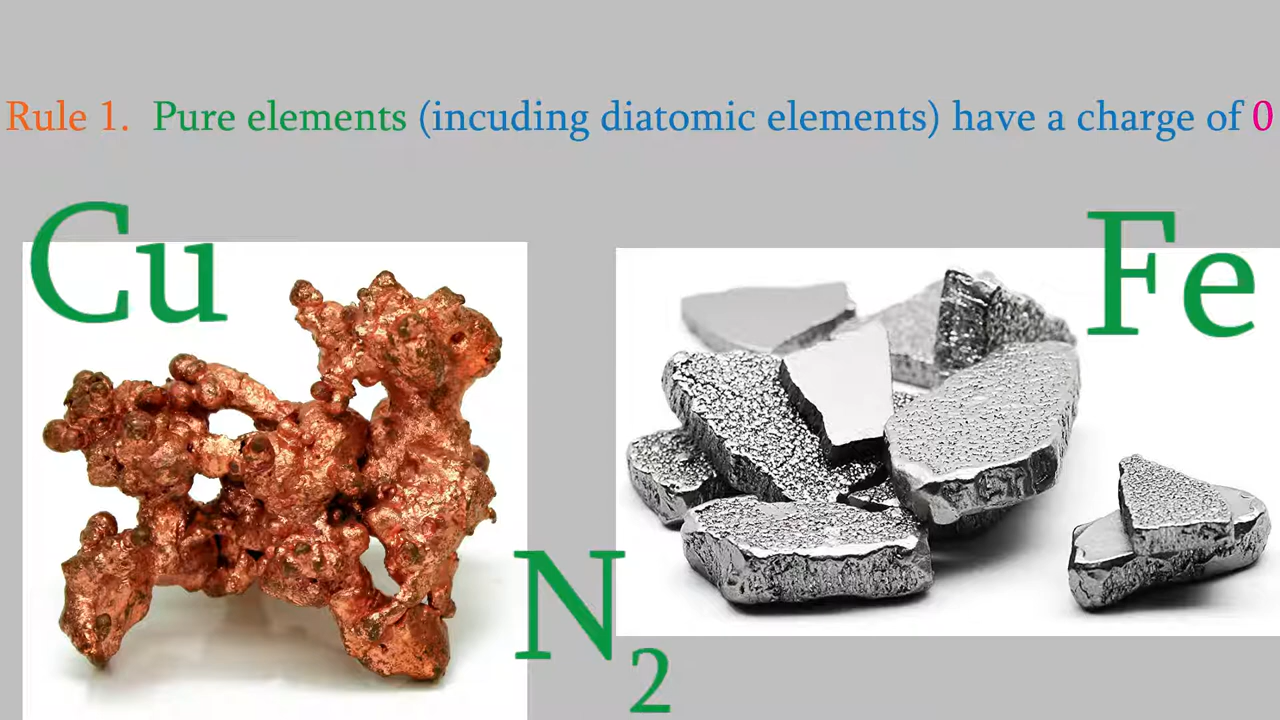 Rule 1. Pure elements (incuding diatomic elements) have a charge of 0
Cu
Fe
N2